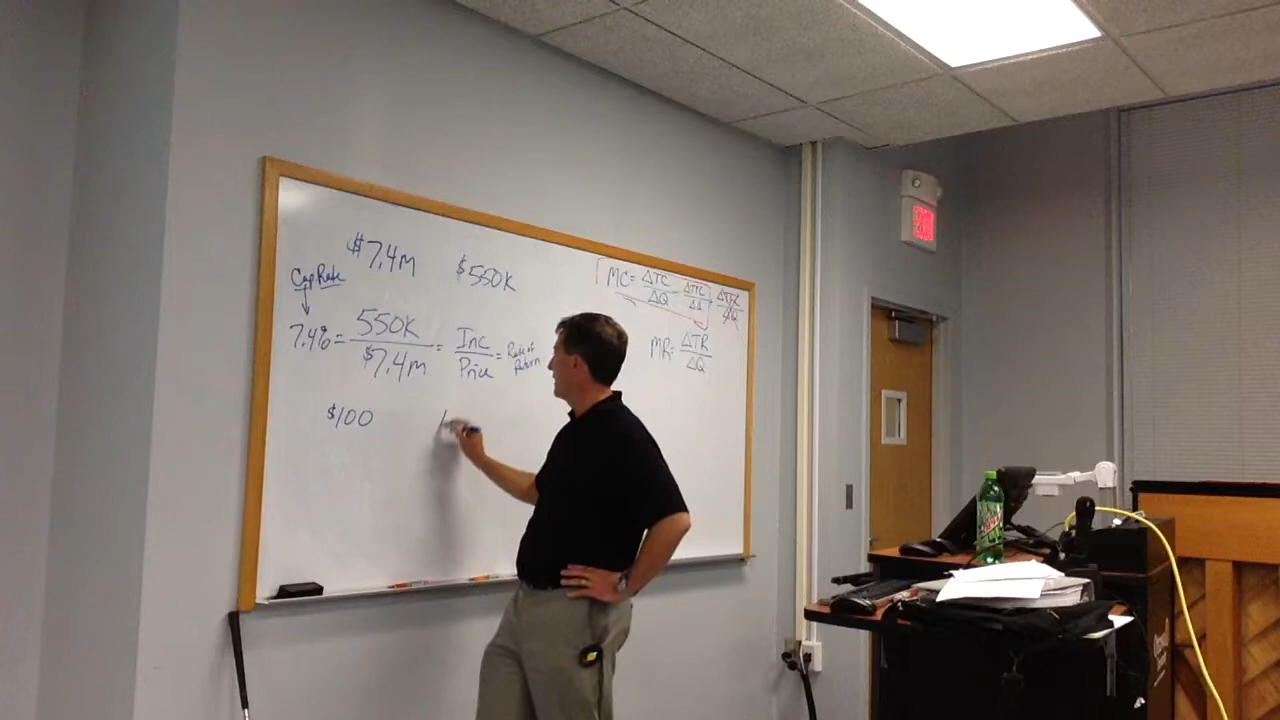 $7.4m $550K
Cap Rate
7.4% = 550K / $7.4m = Inc / Price = Rate of Return
$100
MC = ΔTC / ΔQ
MR = ΔTR / ΔQ